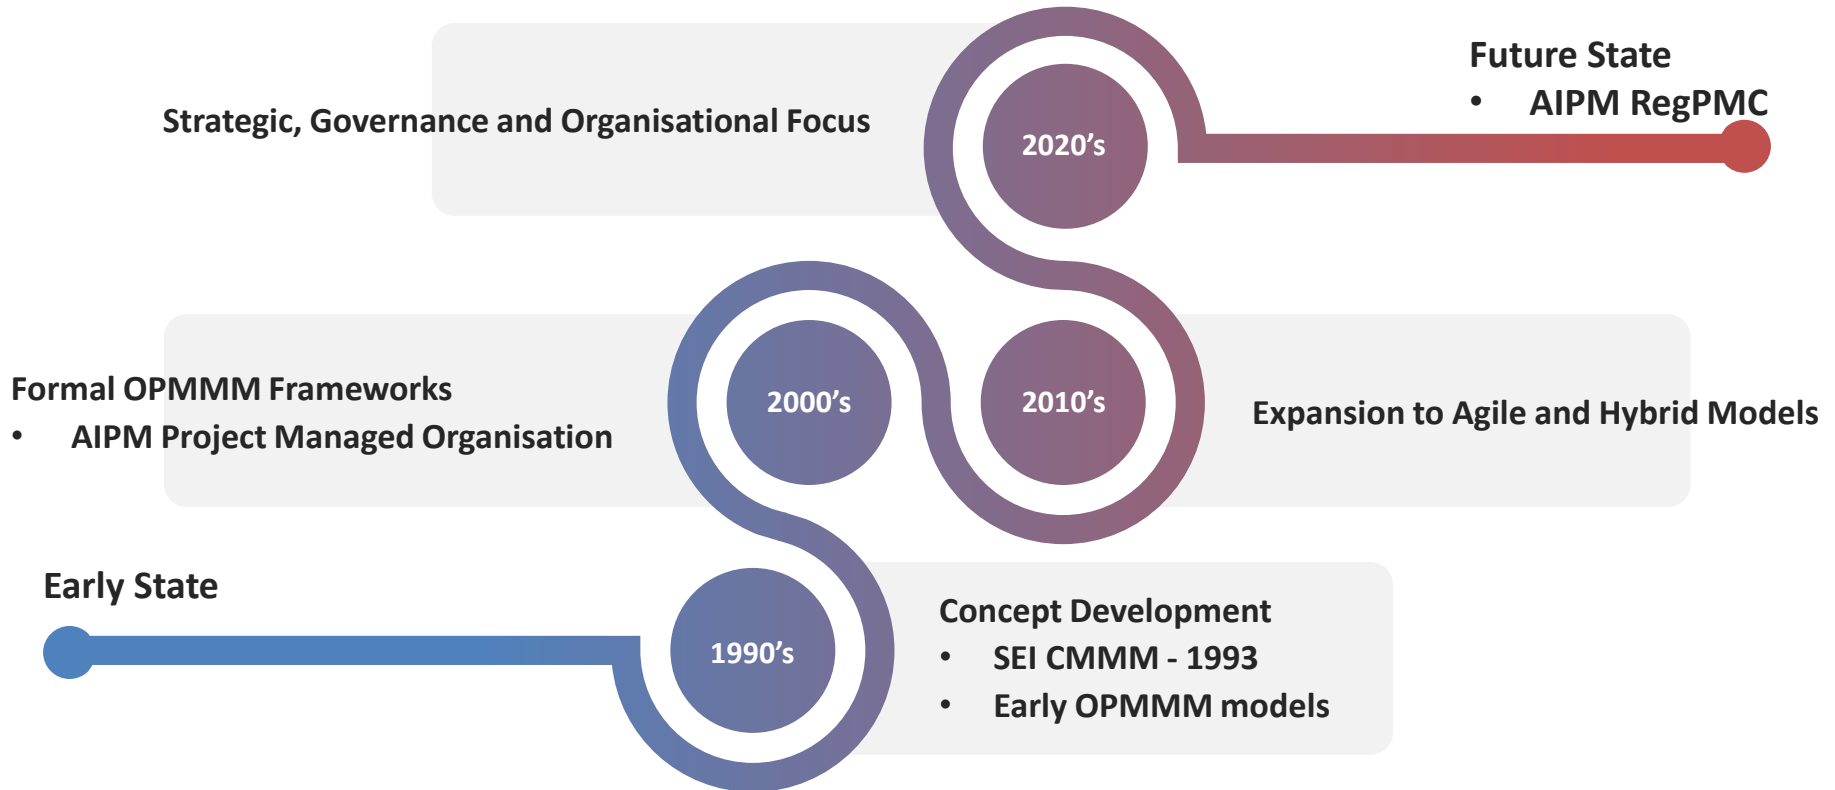 Future State
• AIPM RegPMC
Strategic, Governance and Organisational Focus
2020’s
Formal OPMMM Frameworks
• AIPM Project Managed Organisation
2000’s
2010’s
Expansion to Agile and Hybrid Models
Early State
1990’s
Concept Development
• SEI CMMM - 1993
• Early OPMMM models